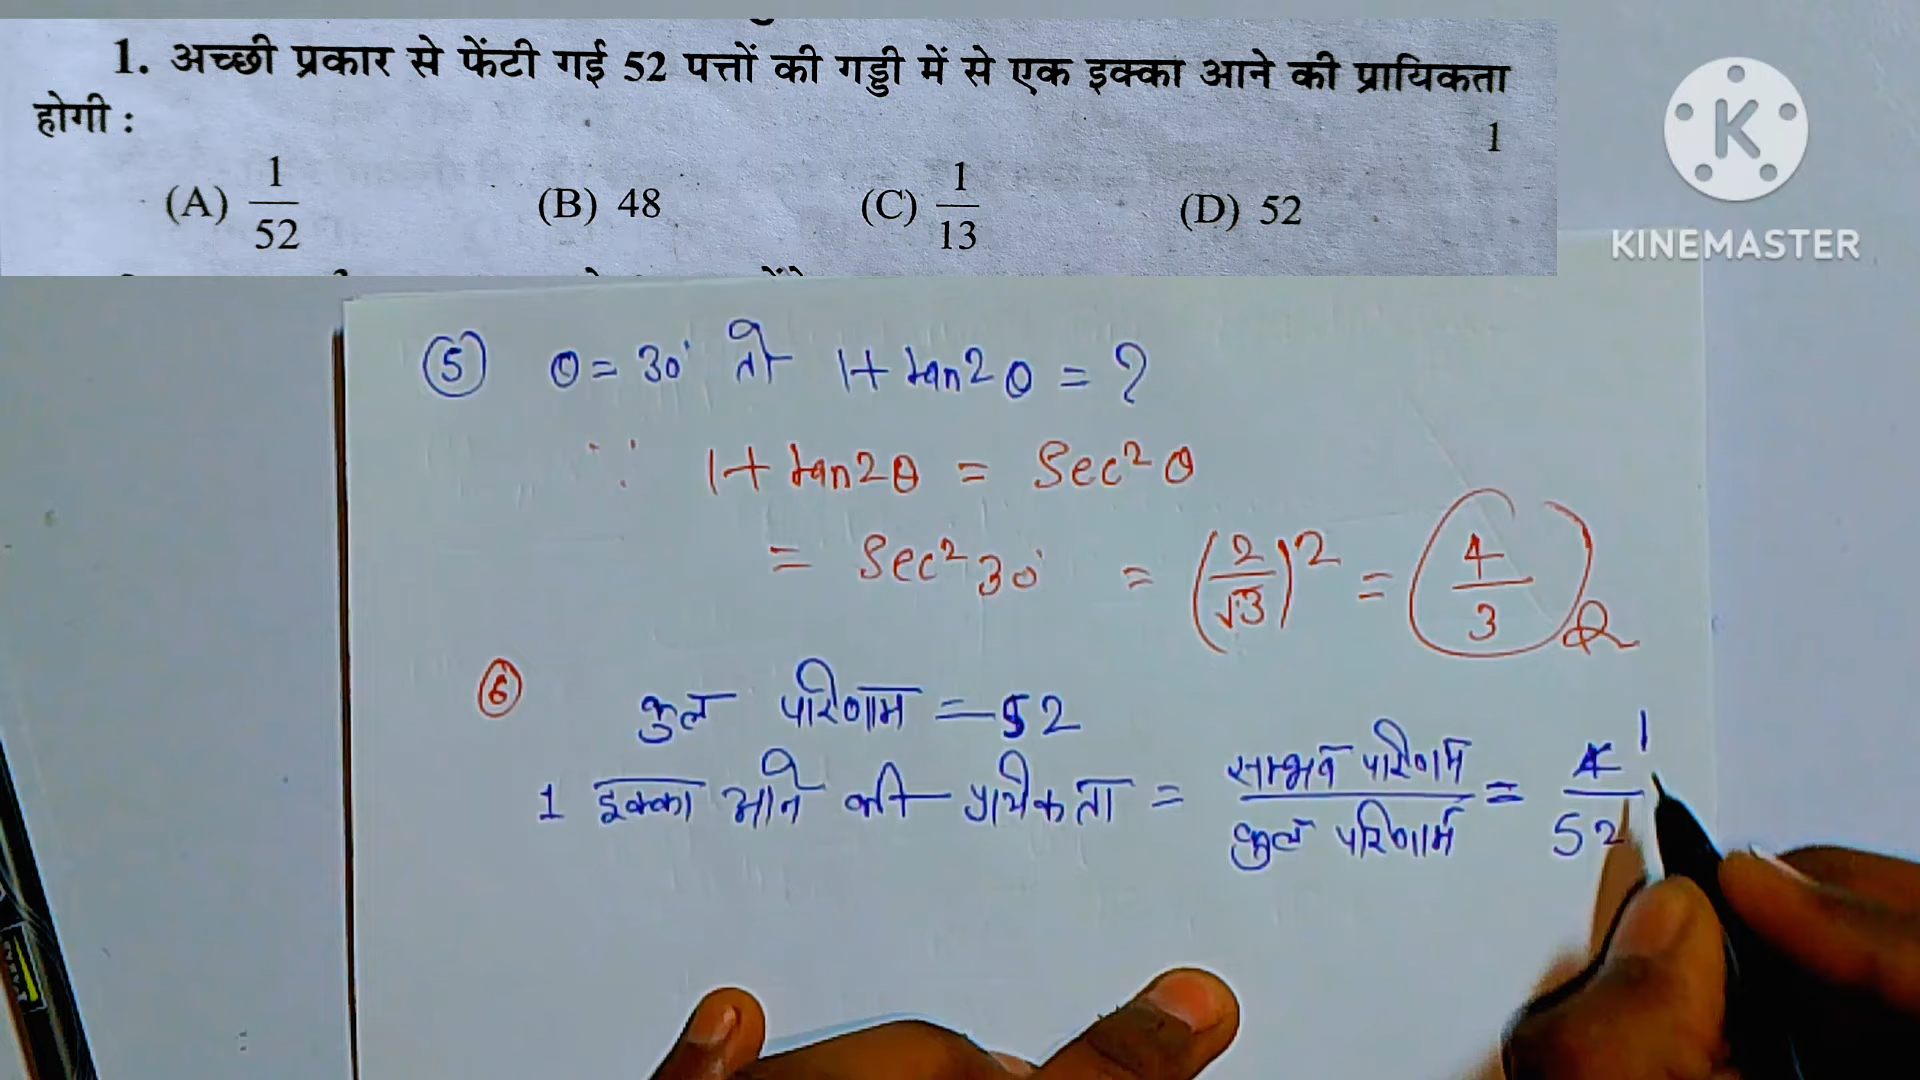 1. अच्छी प्रकार से फेंटी गई 52 पत्तों की गड्डी में से एक इक्का आने की प्रायिकता
होगी : 1
(A) 1/52 (B) 48 (C) 1/13 (D) 52
KINEMASTER
5 θ = 30° तो 1 + tan2θ = ?
∵ 1 + tan2θ = Sec²θ
= Sec²30° = (2/√3)² = 4/3
6 कुल परिणाम = 52
1 इक्का आने की प्रायिकता = सम्भव परिणाम/कुल परिणाम = 4 1/52